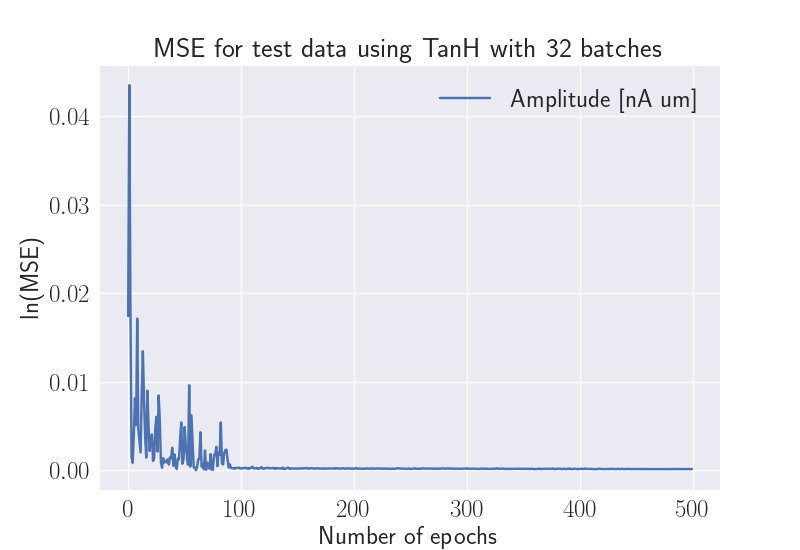 MSE for test data using TanH with 32 batches
Amplitude [nA um]
0.04
0.03
0.02
0.01
0.00
ln(MSE)
0 100 200 300 400 500
Number of epochs